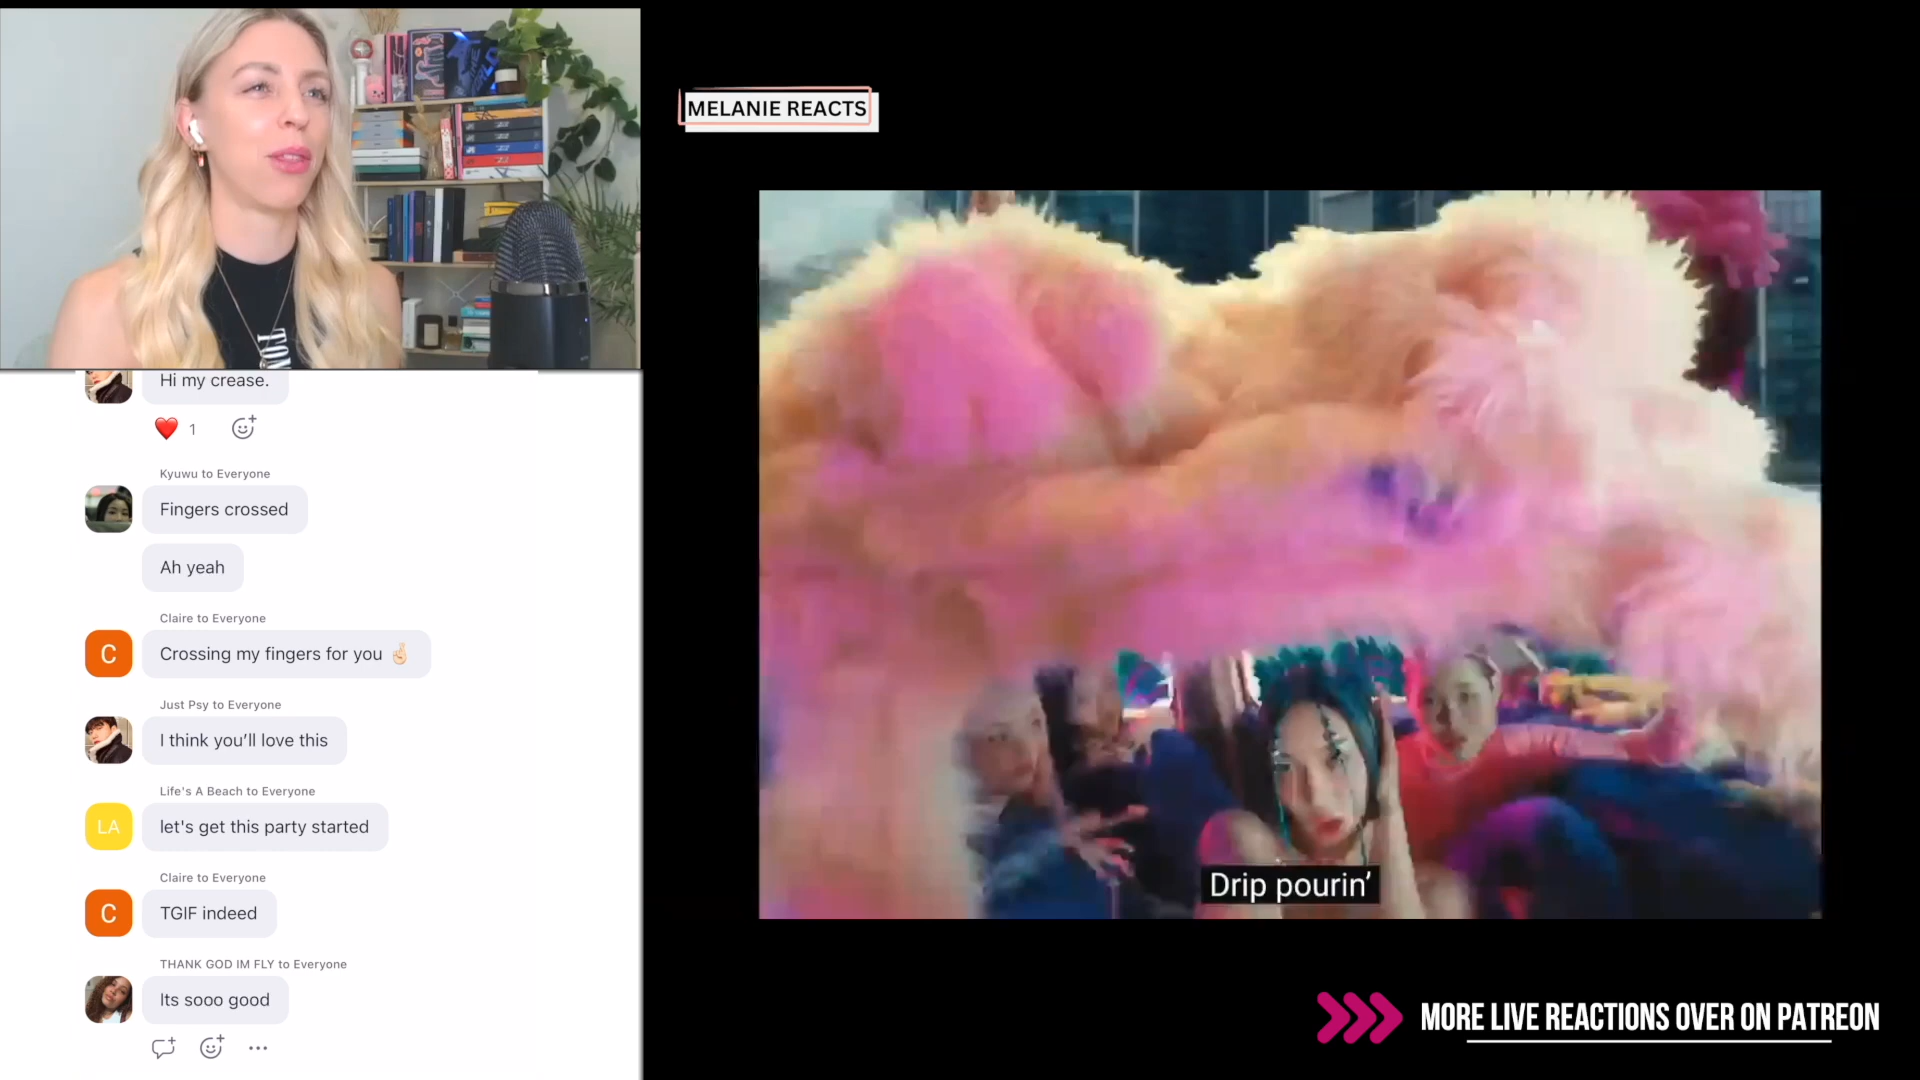 MELANIE REACTS
Hi my crease.
1
Kyuwu to Everyone
Fingers crossed
Ah yeah
Claire to Everyone
C
Crossing my fingers for you 🤞🏻
Just Psy to Everyone
I think you'll love this
Life's A Beach to Everyone
LA
let's get this party started
Claire to Everyone
C
TGIF indeed
THANK GOD IM FLY to Everyone
Its sooo good
Drip pourin'
MORE LIVE REACTIONS OVER ON PATREON